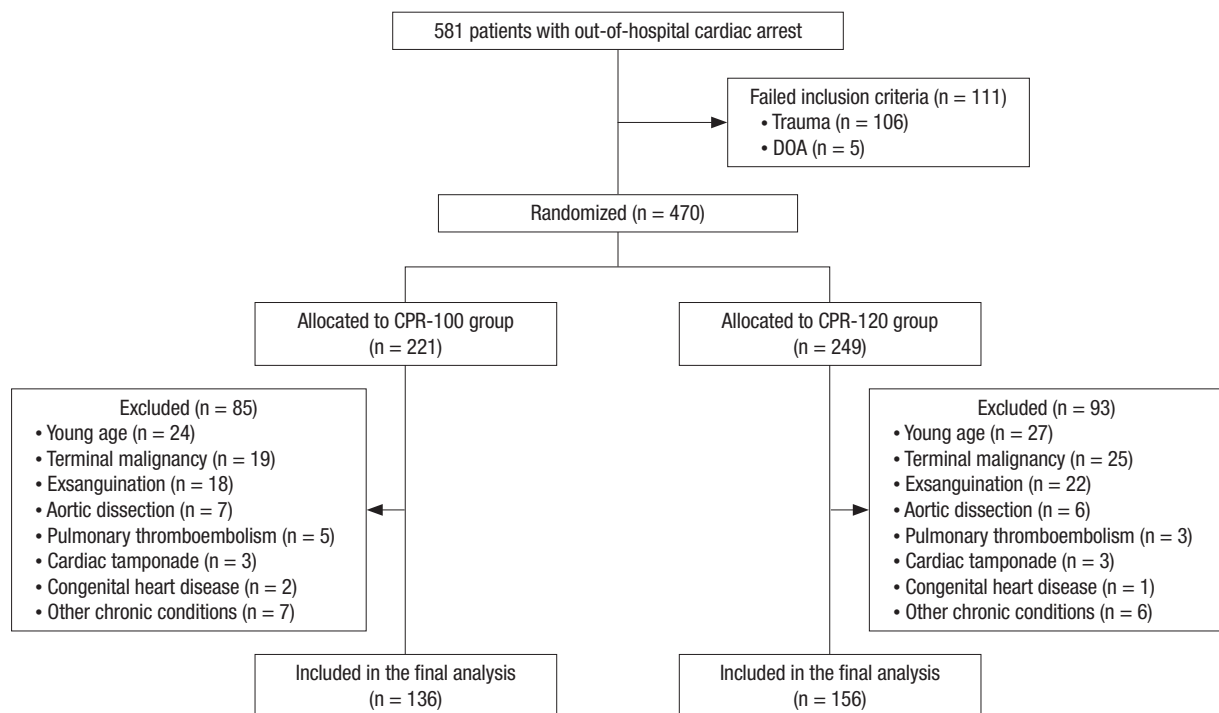 581 patients with out-of-hospital cardiac arrest
Failed inclusion criteria (n = 111)
• Trauma (n = 106)
• DOA (n = 5)
Randomized (n = 470)
Allocated to CPR-100 group
(n = 221)
Allocated to CPR-120 group
(n = 249)
Excluded (n = 85)
• Young age (n = 24)
• Terminal malignancy (n = 19)
• Exsanguination (n = 18)
• Aortic dissection (n = 7)
• Pulmonary thromboembolism (n = 5)
• Cardiac tamponade (n = 3)
• Congenital heart disease (n = 2)
• Other chronic conditions (n = 7)
Excluded (n = 93)
• Young age (n = 27)
• Terminal malignancy (n = 25)
• Exsanguination (n = 22)
• Aortic dissection (n = 6)
• Pulmonary thromboembolism (n = 3)
• Cardiac tamponade (n = 3)
• Congenital heart disease (n = 1)
• Other chronic conditions (n = 6)
Included in the final analysis
(n = 136)
Included in the final analysis
(n = 156)